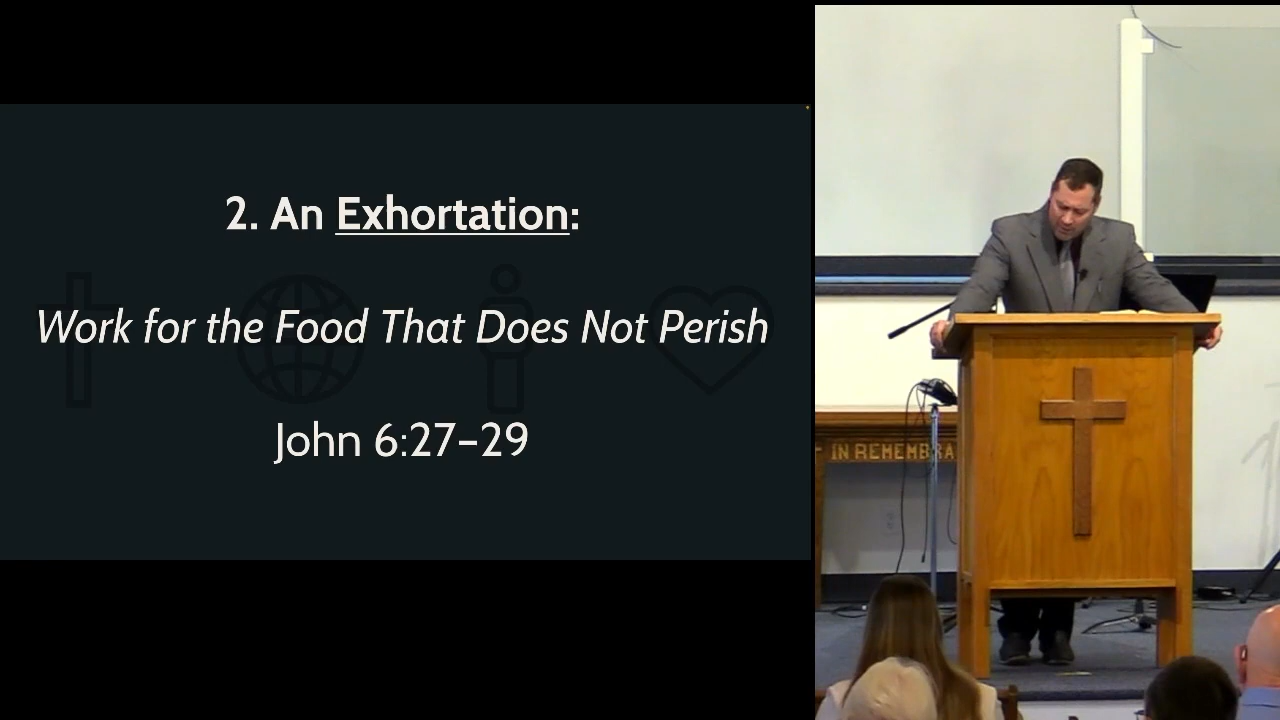 2. An Exhortation:
Work for the Food That Does Not Perish
John 6:27–29
IN REMEMBRA